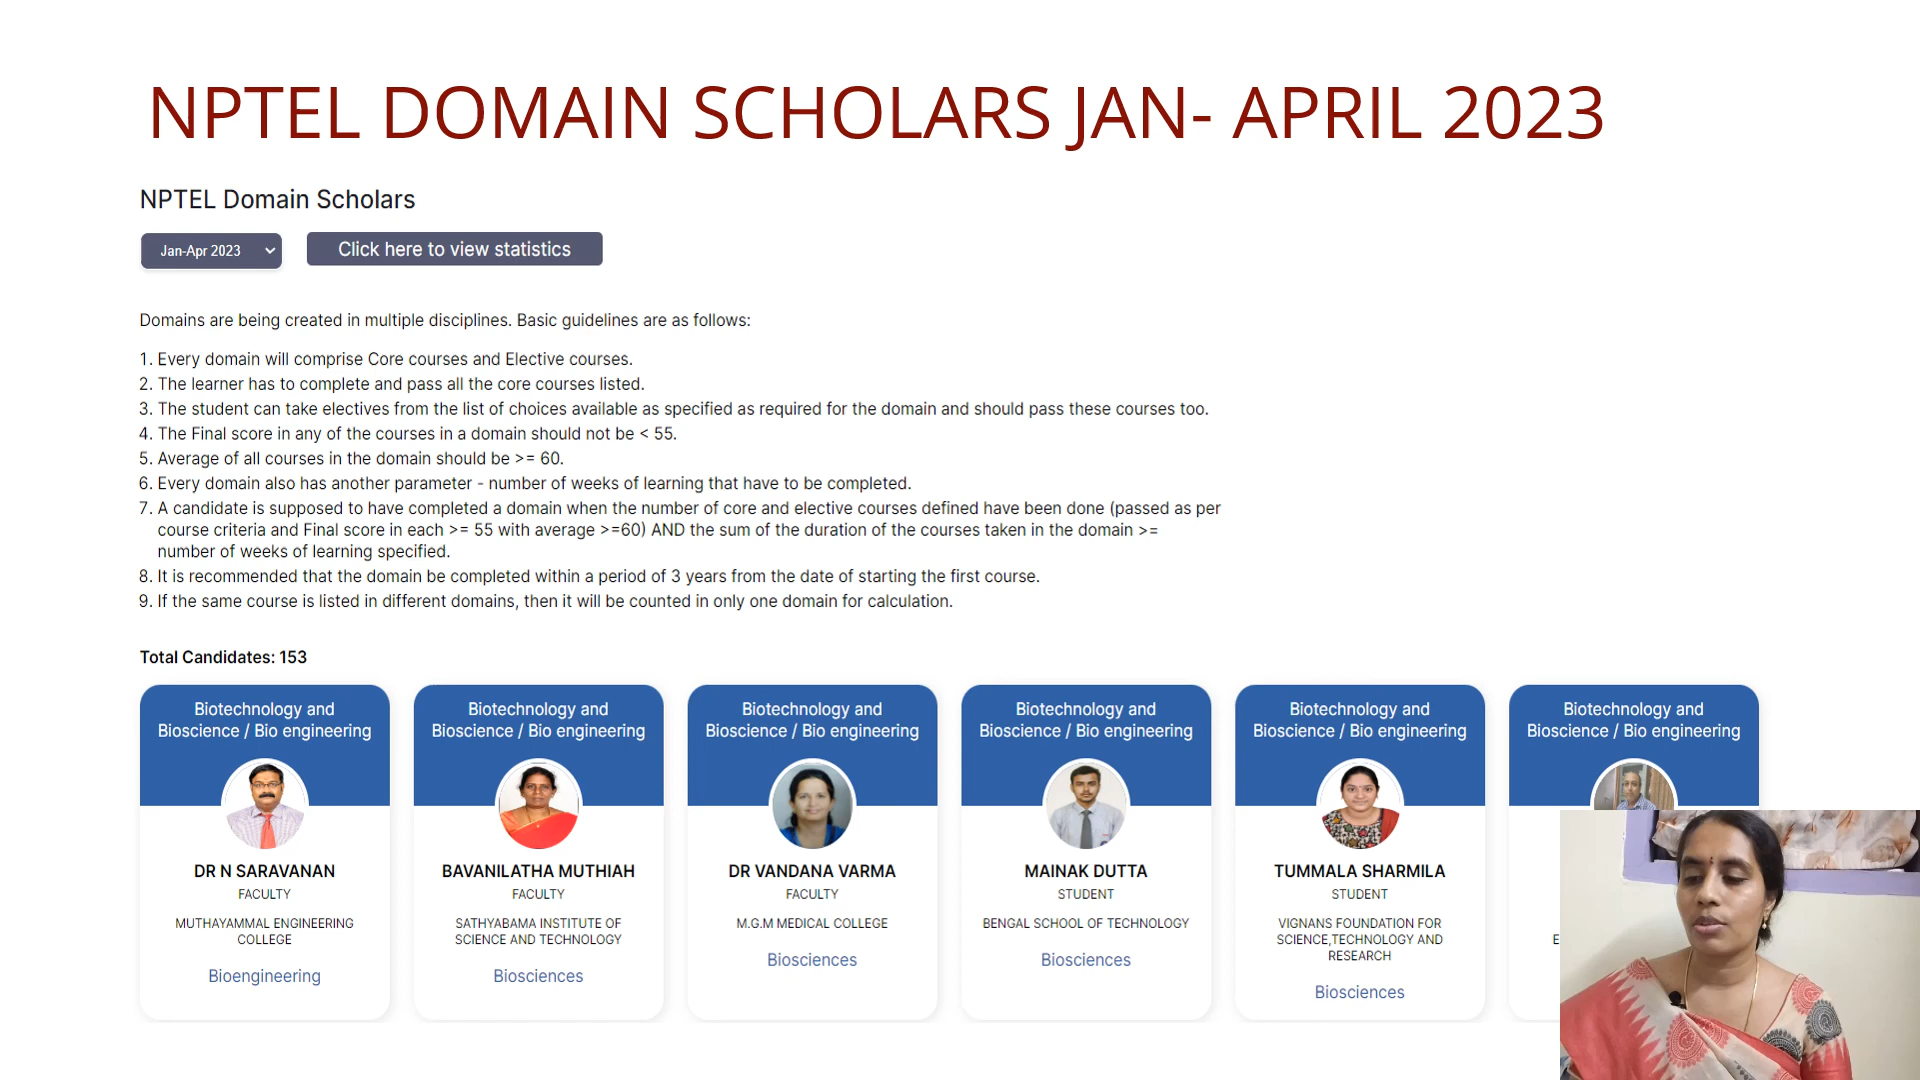 NPTEL DOMAIN SCHOLARS JAN- APRIL 2023
NPTEL Domain Scholars
Jan-Apr 2023
Click here to view statistics
Domains are being created in multiple disciplines. Basic guidelines are as follows:
1. Every domain will comprise Core courses and Elective courses.
2. The learner has to complete and pass all the core courses listed.
3. The student can take electives from the list of choices available as specified as required for the domain and should pass these courses too.
4. The Final score in any of the courses in a domain should not be < 55.
5. Average of all courses in the domain should be >= 60.
6. Every domain also has another parameter - number of weeks of learning that have to be completed.
7. A candidate is supposed to have completed a domain when the number of core and elective courses defined have been done (passed as per
course criteria and Final score in each >= 55 with average >=60) AND the sum of the duration of the courses taken in the domain >=
number of weeks of learning specified.
8. It is recommended that the domain be completed within a period of 3 years from the date of starting the first course.
9. If the same course is listed in different domains, then it will be counted in only one domain for calculation.
Total Candidates: 153
Biotechnology and
Bioscience / Bio engineering
DR N SARAVANAN
FACULTY
MUTHAYAMMAL ENGINEERING
COLLEGE
Bioengineering
Biotechnology and
Bioscience / Bio engineering
BAVANILATHA MUTHIAH
FACULTY
SATHYABAMA INSTITUTE OF
SCIENCE AND TECHNOLOGY
Biosciences
Biotechnology and
Bioscience / Bio engineering
DR VANDANA VARMA
FACULTY
M.G.M MEDICAL COLLEGE
Biosciences
Biotechnology and
Bioscience / Bio engineering
MAINAK DUTTA
STUDENT
BENGAL SCHOOL OF TECHNOLOGY
Biosciences
Biotechnology and
Bioscience / Bio engineering
TUMMALA SHARMILA
STUDENT
VIGNANS FOUNDATION FOR
SCIENCE,TECHNOLOGY AND
RESEARCH
Biosciences
Biotechnology and
Bioscience / Bio engineering